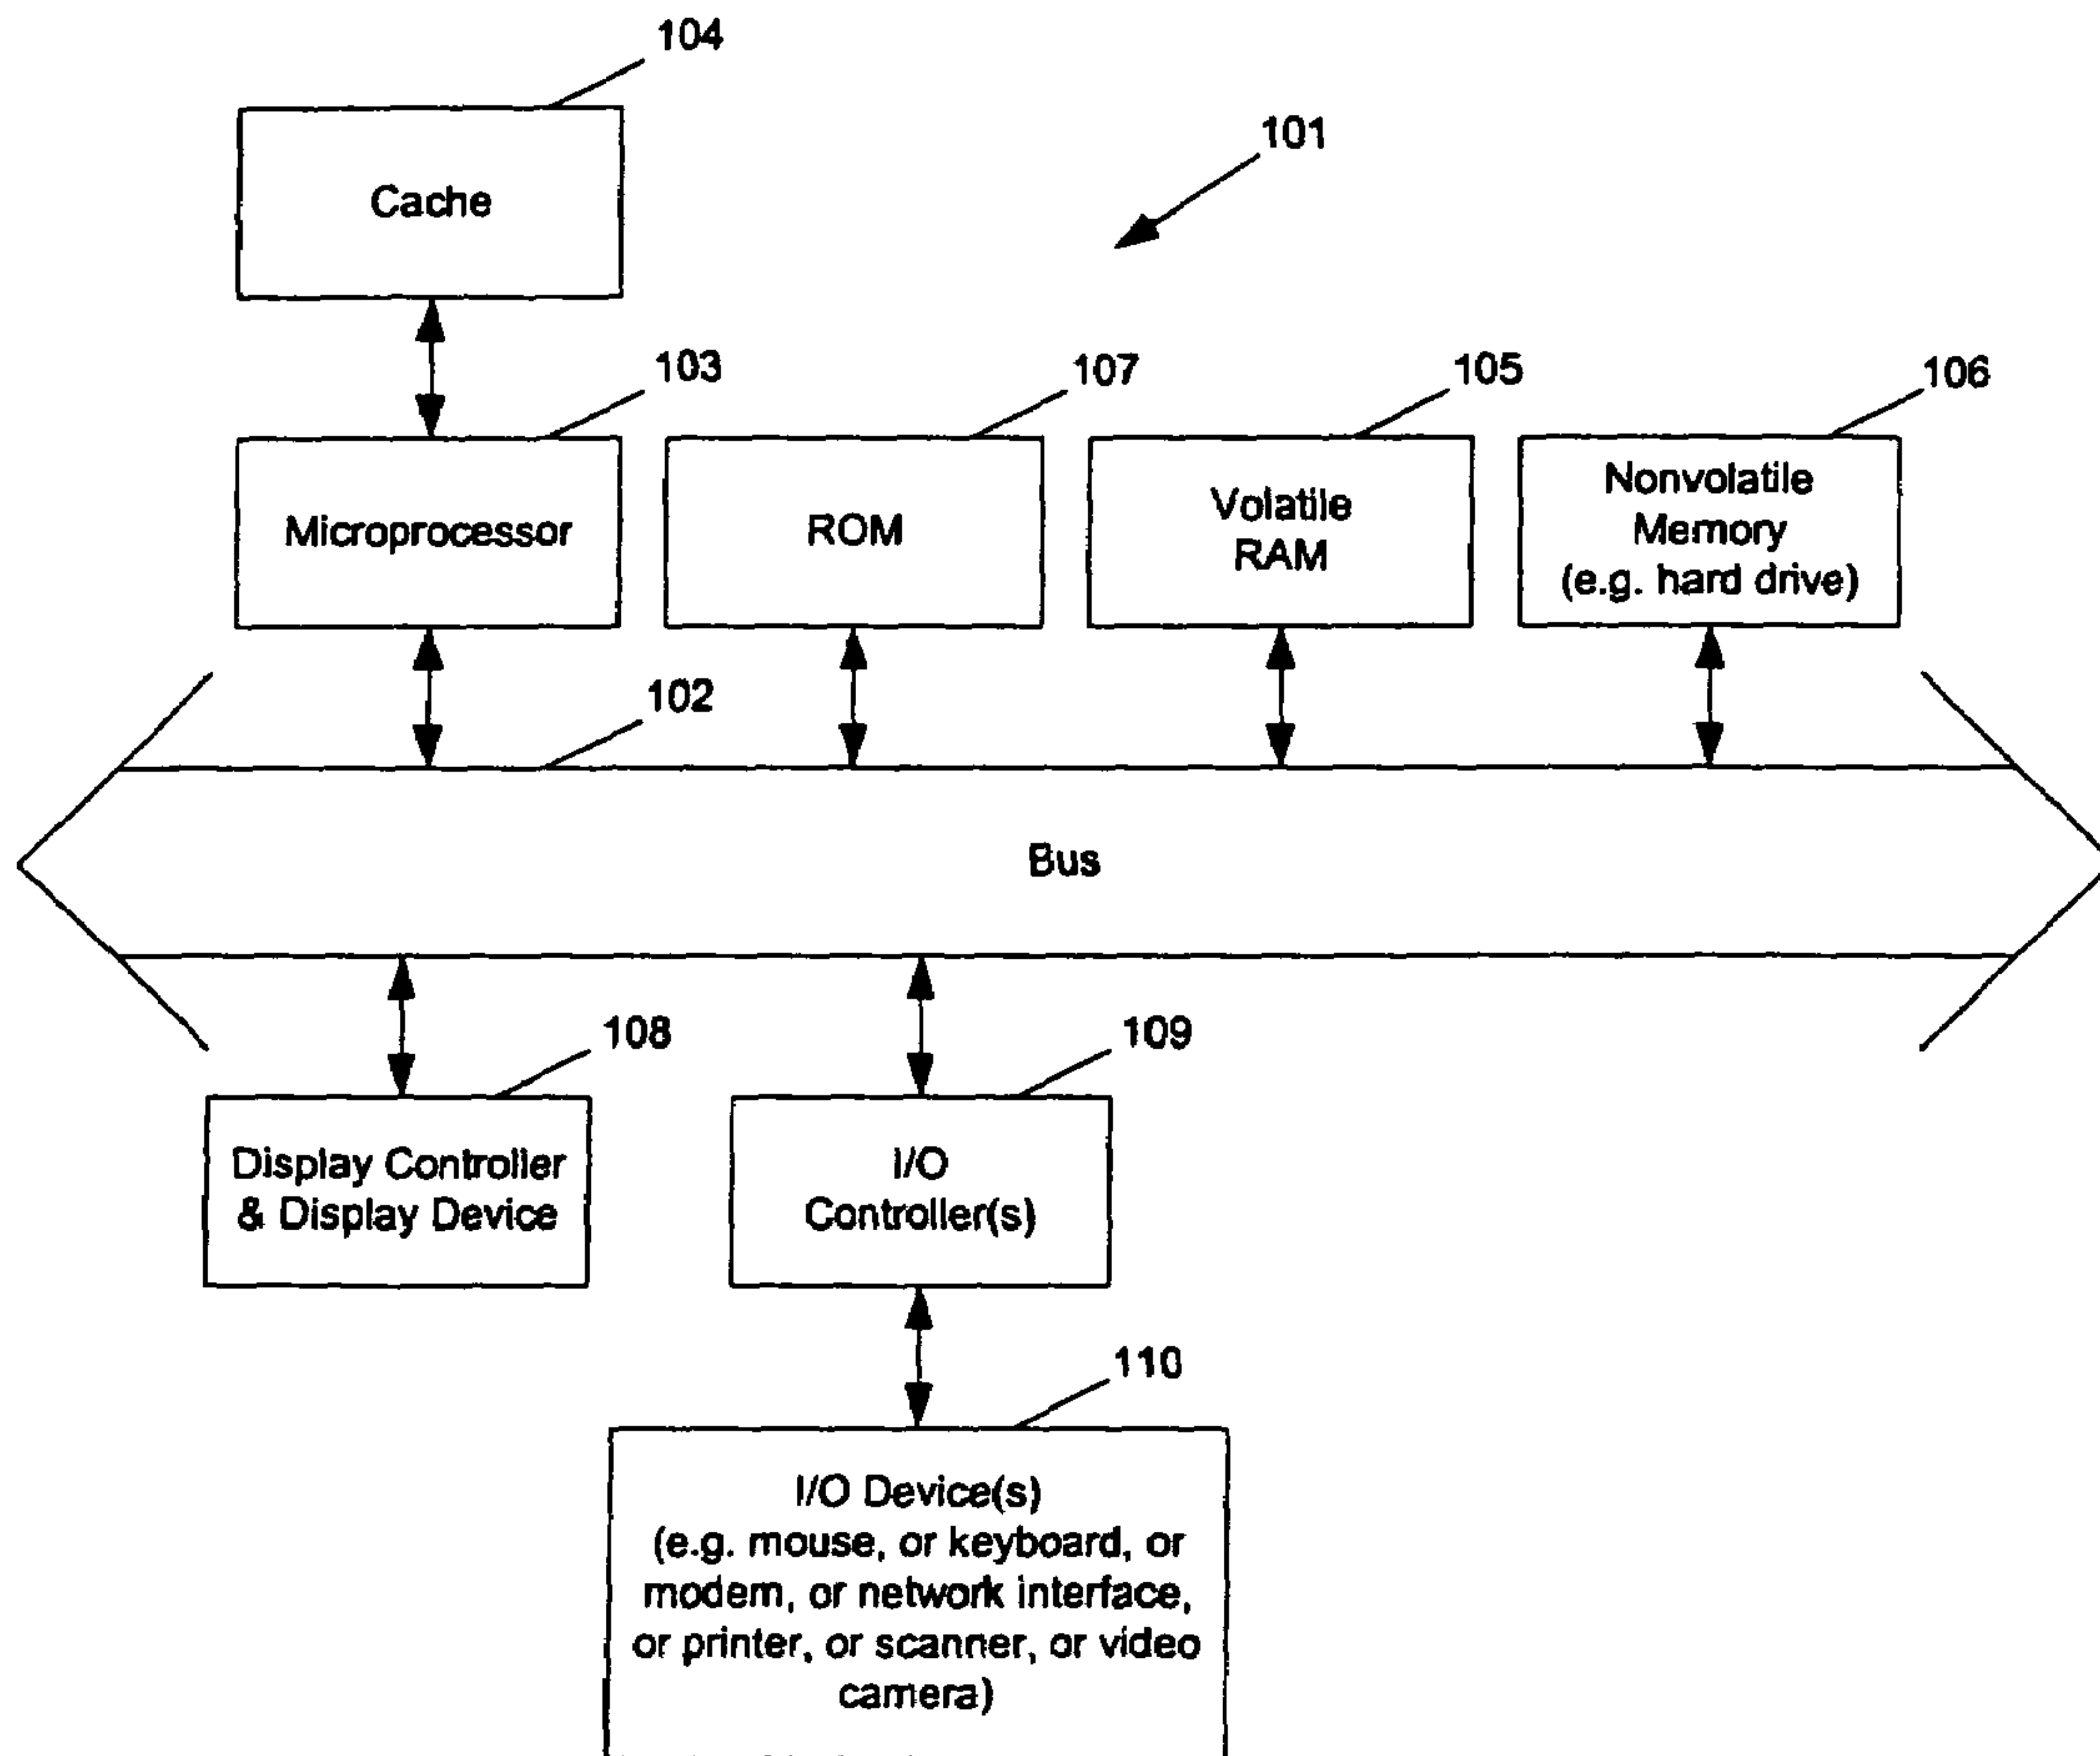 104
101
Cache
103
107
105
106
Microprocessor
ROM
Volatile
RAM
Nonvolatile
Memory
(e.g. hard drive)
102
Bus
108
109
Display Controller
& Display Device
I/O
Controller(s)
110
I/O Device(s)
(e.g. mouse, or keyboard, or
modem, or network interface,
or printer, or scanner, or video
camera)